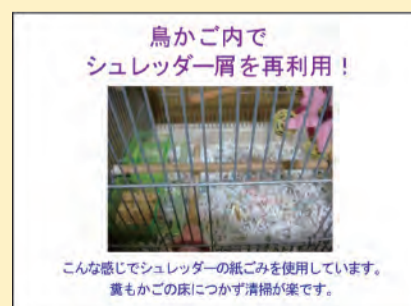 鳥かご内で
シュレッダー屑を再利用！
こんな感じでシュレッダーの紙ごみを使用しています。
糞もかごの床につかず清掃が楽です。